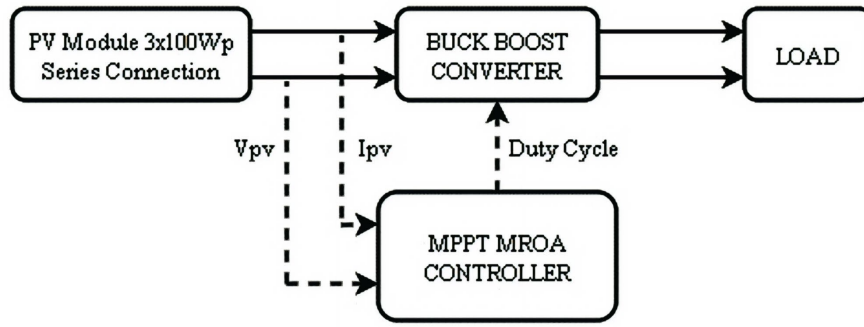 PV Module 3x100Wp
Series Connection
BUCK BOOST
CONVERTER
LOAD
Vpv
Ipv
Duty Cycle
MPPT MROA
CONTROLLER